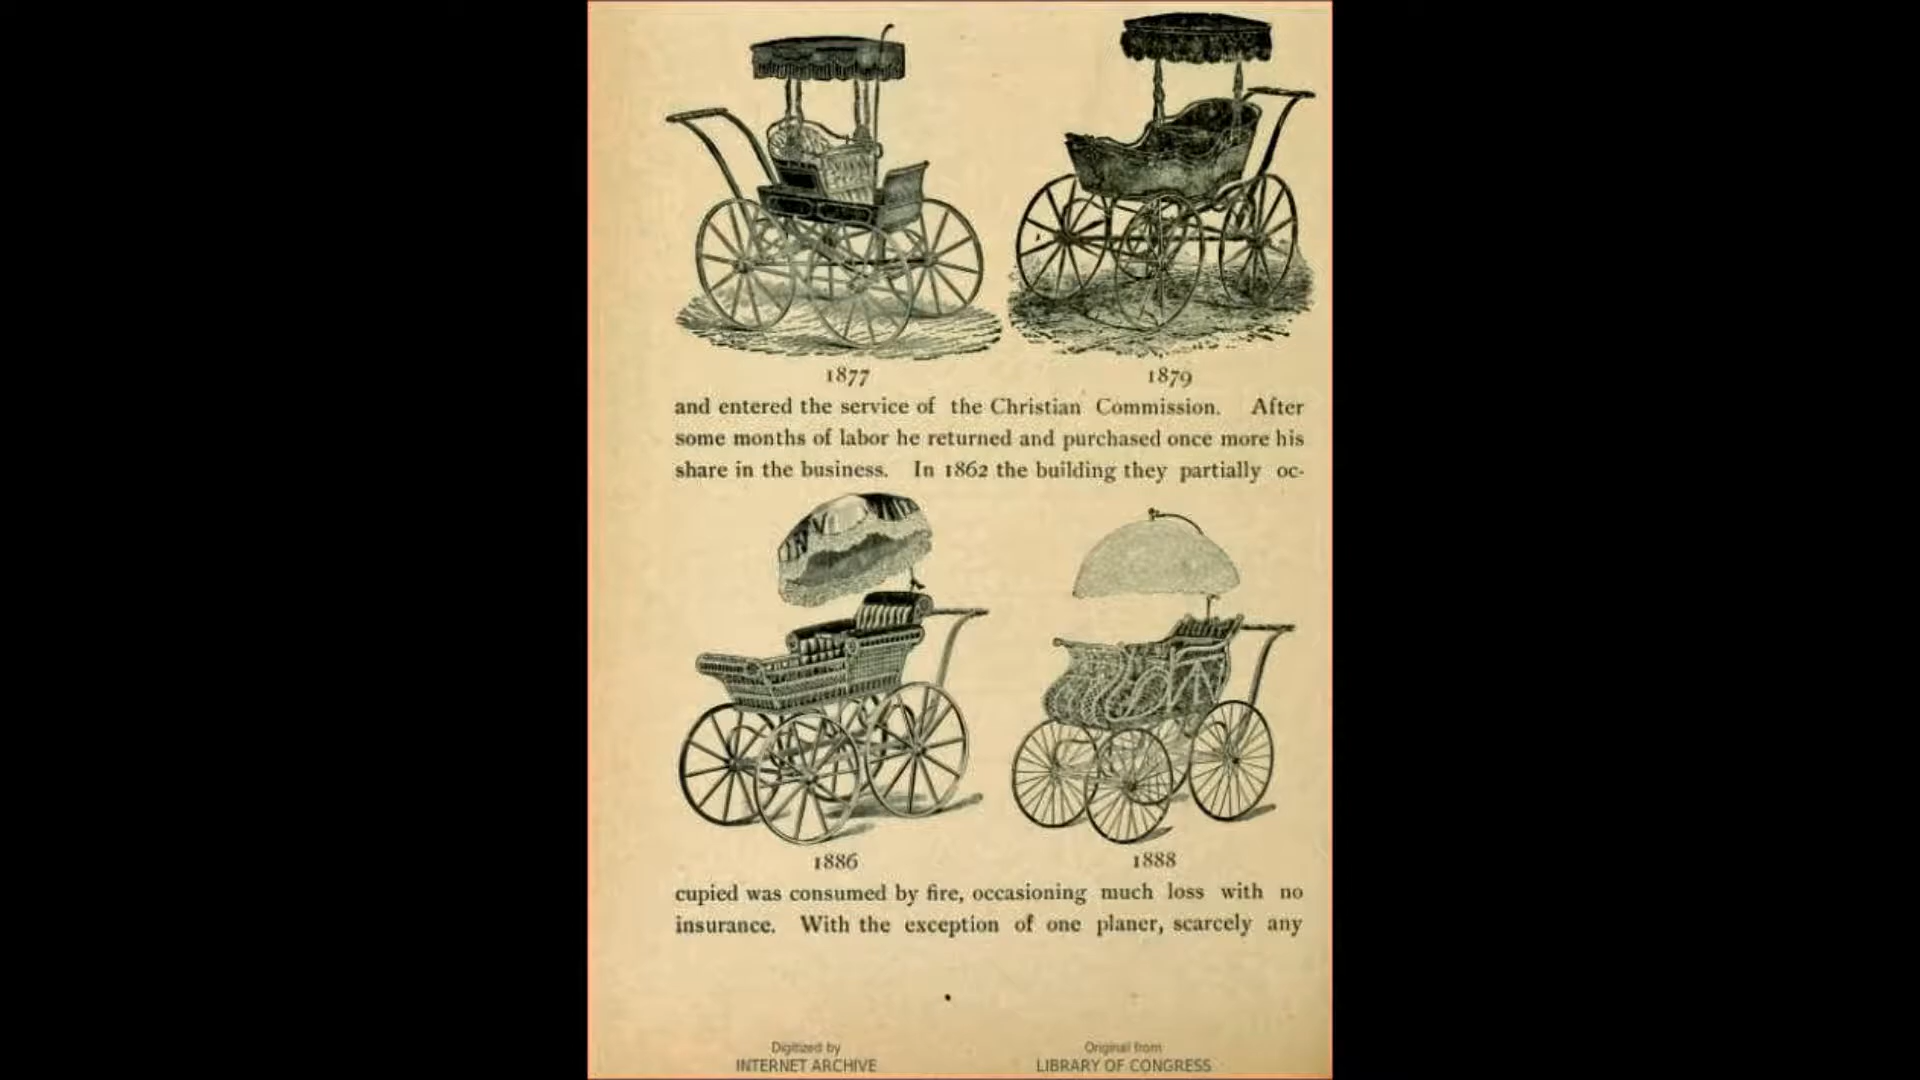 1877 1879
and entered the service of the Christian Commission. After
some months of labor he returned and purchased once more his
share in the business. In 1862 the building they partially oc-
1886 1888
cupied was consumed by fire, occasioning much loss with no
insurance. With the exception of one planer, scarcely any
Digitized by Original from
INTERNET ARCHIVE LIBRARY OF CONGRESS